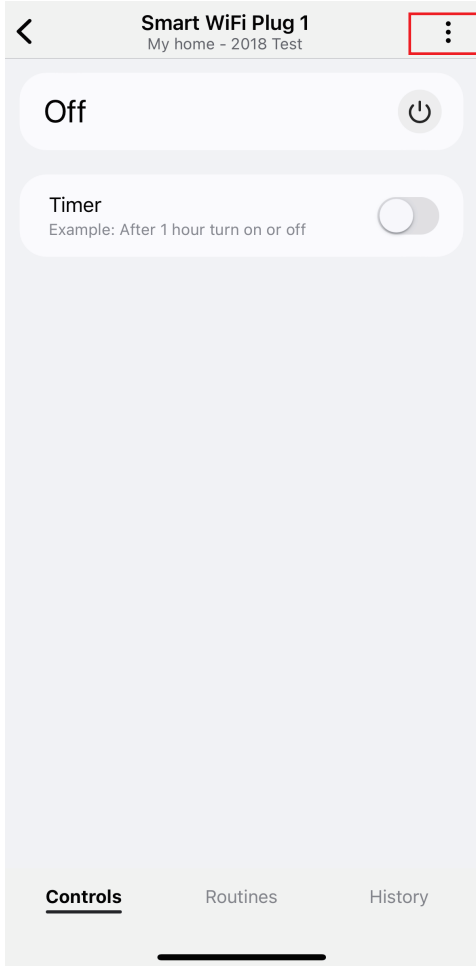 Smart WiFi Plug 1
My home - 2018 Test
Off
Timer
Example: After 1 hour turn on or off
Controls
Routines
History